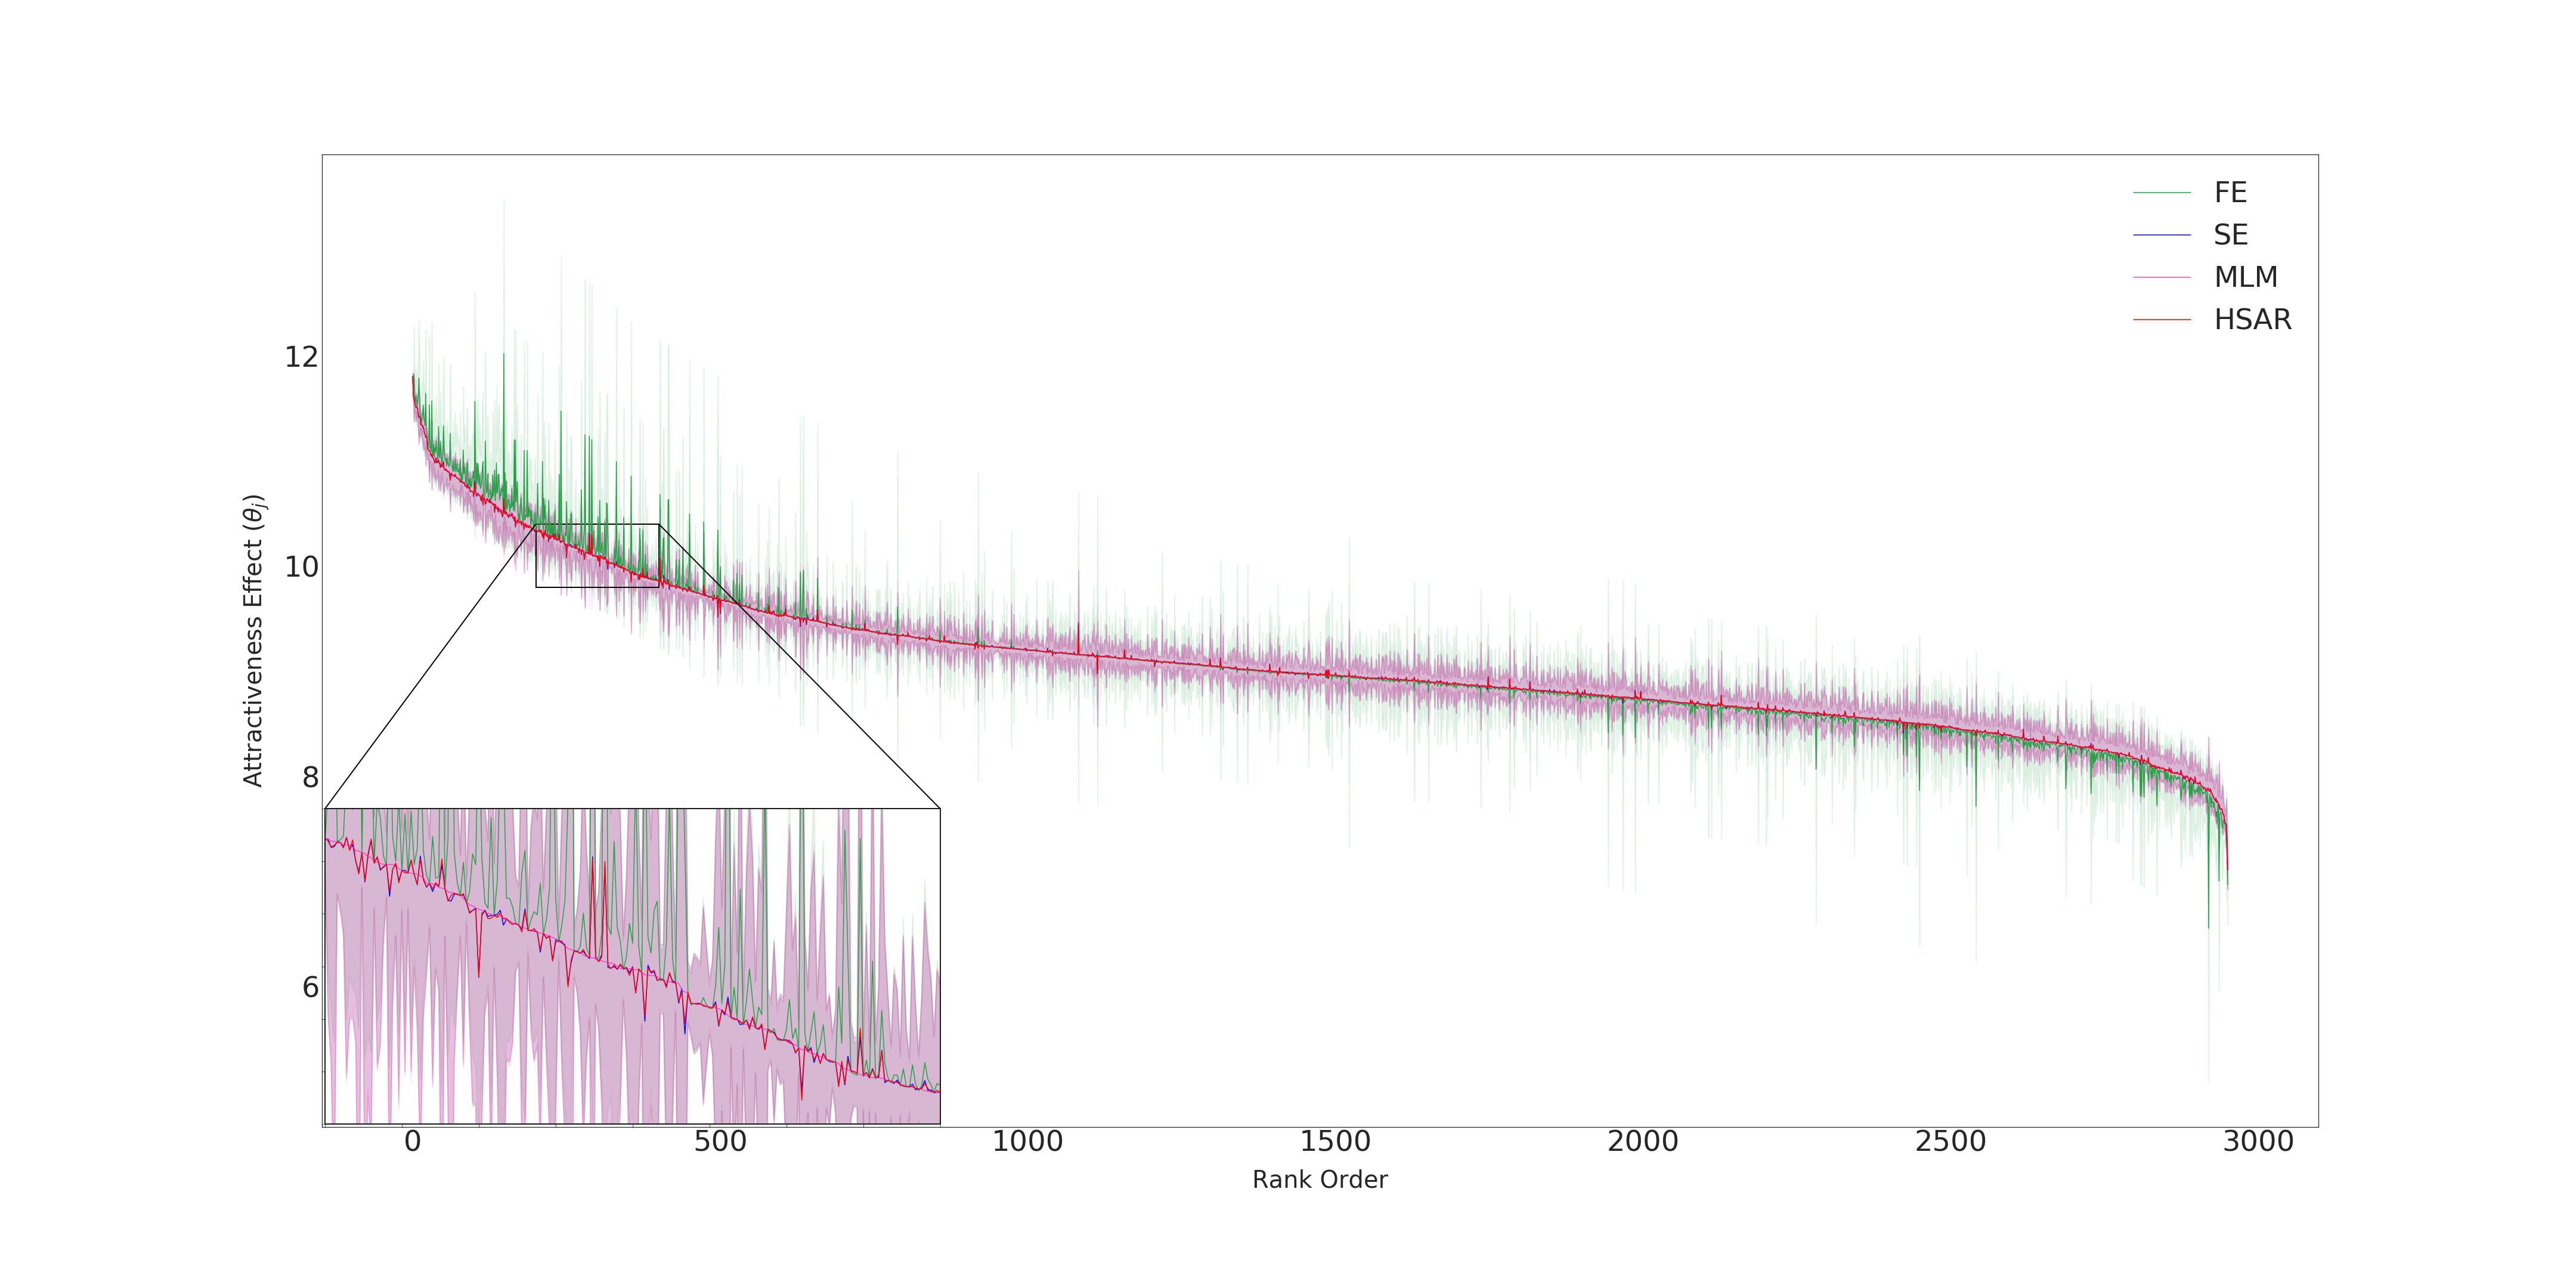 FE
SE
MLM
HSAR
Attractiveness Effect (θj)
12
10
8
6
0 500 1000 1500 2000 2500 3000
Rank Order